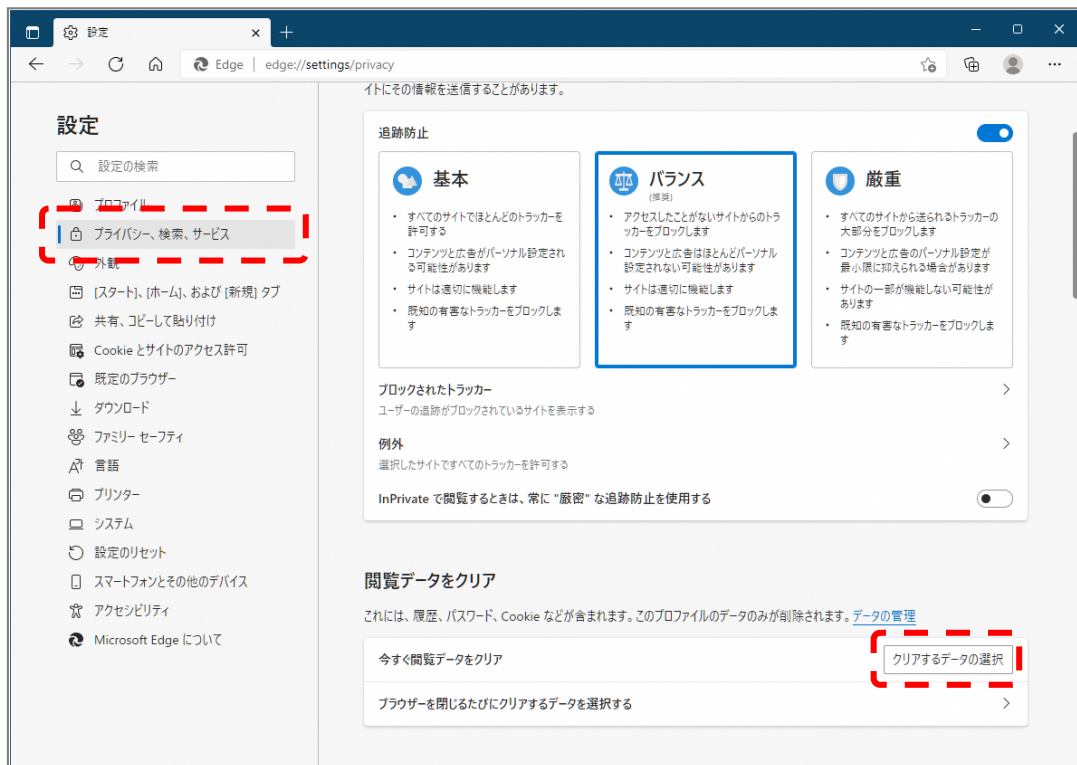 設定
Edge | edge://settings/privacy
設定
設定の検索
プロファイル
プライバシー、検索、サービス
外観
[スタート]、[ホーム]、および [新規] タブ
共有、コピーして貼り付け
Cookie とサイトのアクセス許可
既定のブラウザー
ダウンロード
ファミリー セーフティ
言語
プリンター
システム
設定のリセット
スマートフォンとその他のデバイス
アクセシビリティ
Microsoft Edge について
イトにその情報を送信することがあります。
追跡防止
基本
・ すべてのサイトでほとんどのトラッカーを
許可する
・ コンテンツと広告がパーソナル設定され
る可能性があります
・ サイトは適切に機能します
・ 既知の有害なトラッカーをブロックしま
す
バランス
(推奨)
・ アクセスしたことがないサイトからのトラ
ッカーをブロックします
・ コンテンツと広告はほとんどパーソナル
設定されない可能性があります
・ サイトは適切に機能します
・ 既知の有害なトラッカーをブロックしま
す
厳重
・ すべてのサイトから送られるトラッカーの
大部分をブロックします
・ コンテンツと広告のパーソナル設定が
最小限に抑えられる場合があります
・ サイトの一部が機能しない可能性が
あります
・ 既知の有害なトラッカーをブロックしま
す
ブロックされたトラッカー
ユーザーの追跡がブロックされているサイトを表示する
例外
選択したサイトですべてのトラッカーを許可する
InPrivate で閲覧するときは、常に "厳密" な追跡防止を使用する
閲覧データをクリア
これには、履歴、パスワード、Cookie などが含まれます。このプロファイルのデータのみが削除されます。データの管理
今すぐ閲覧データをクリア
クリアするデータの選択
ブラウザーを閉じるたびにクリアするデータを選択する